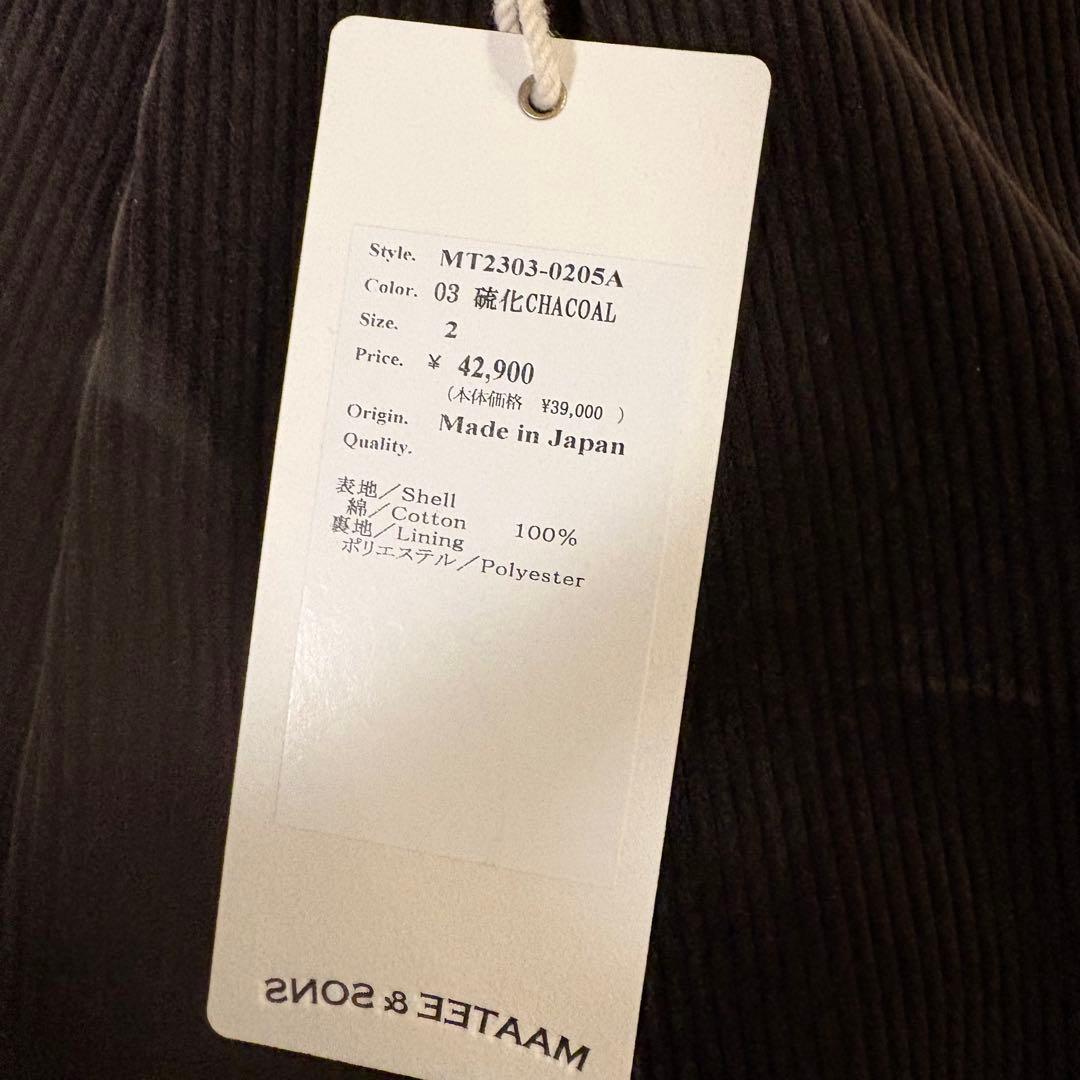 Style. MT2303-0205A
Color. 03 硫化CHACOAL
Size. 2
Price. ¥ 42,900
(本体価格 ¥39,000 )
Origin. Made in Japan
Quality.
表地／Shell
綿／Cotton 100%
裏地／Lining
ポリエステル／Polyester
MAATEE & SONS